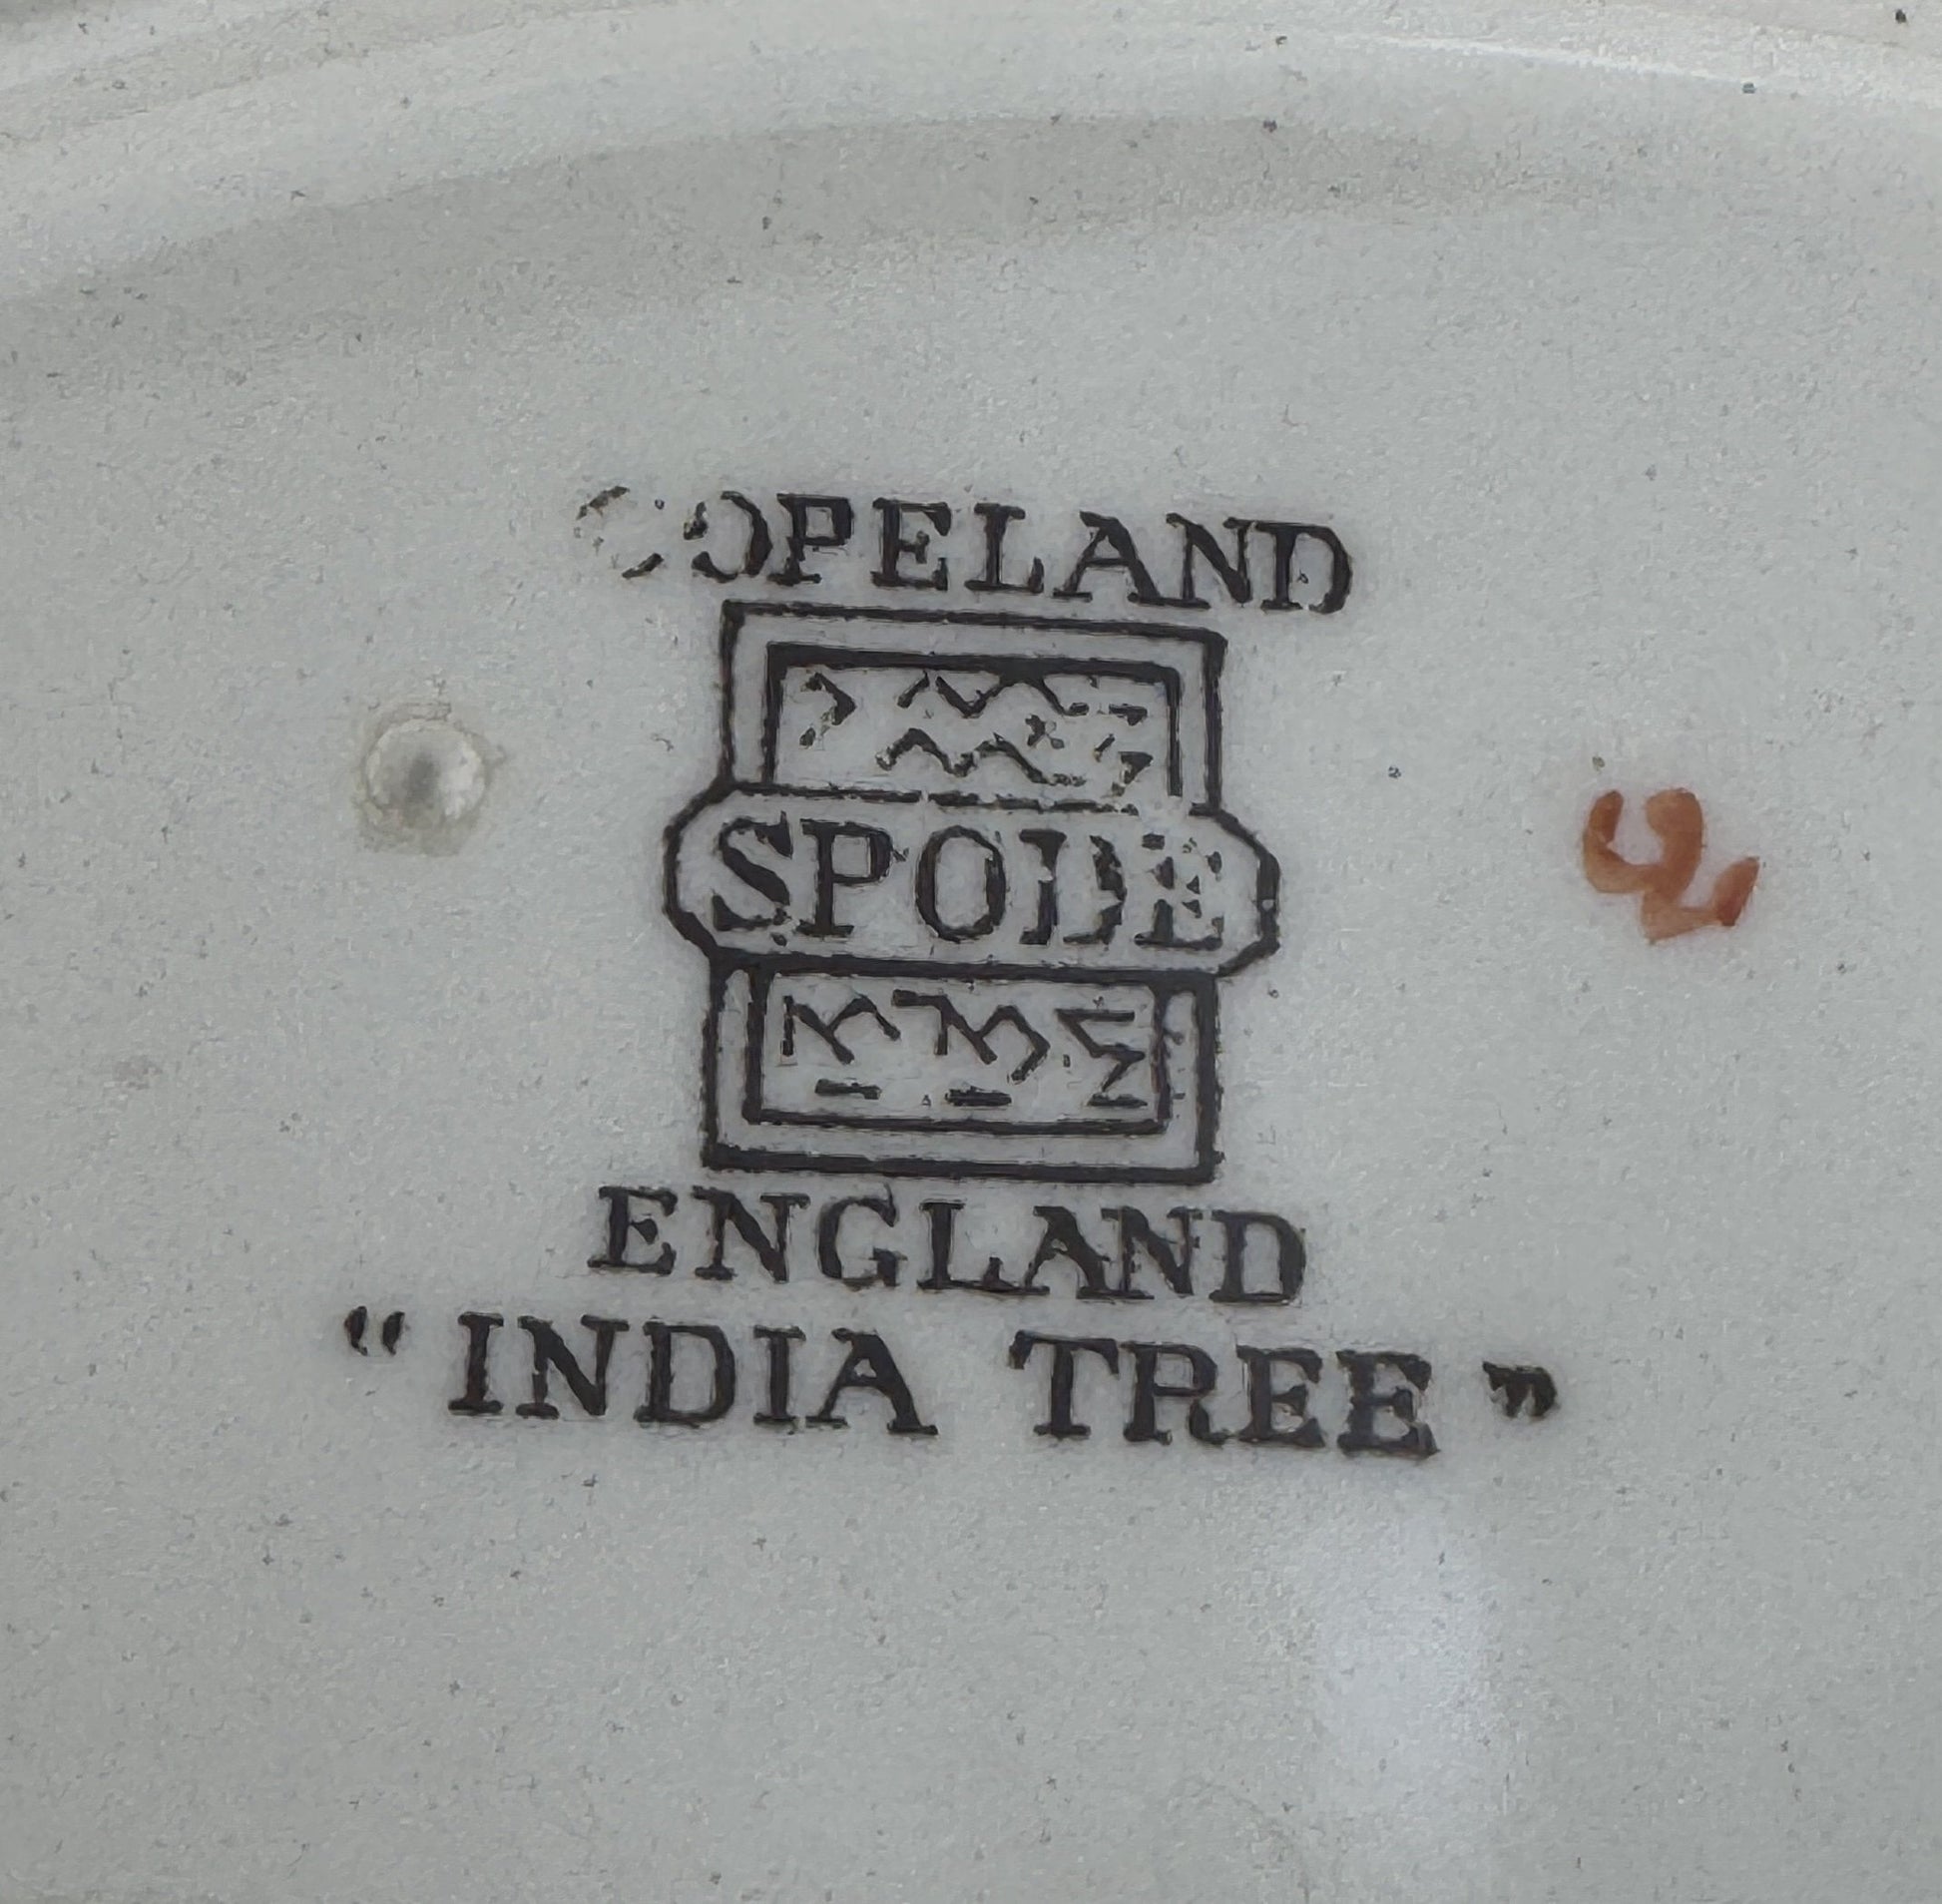 COPELAND
SPODE
ENGLAND
“INDIA TREE”